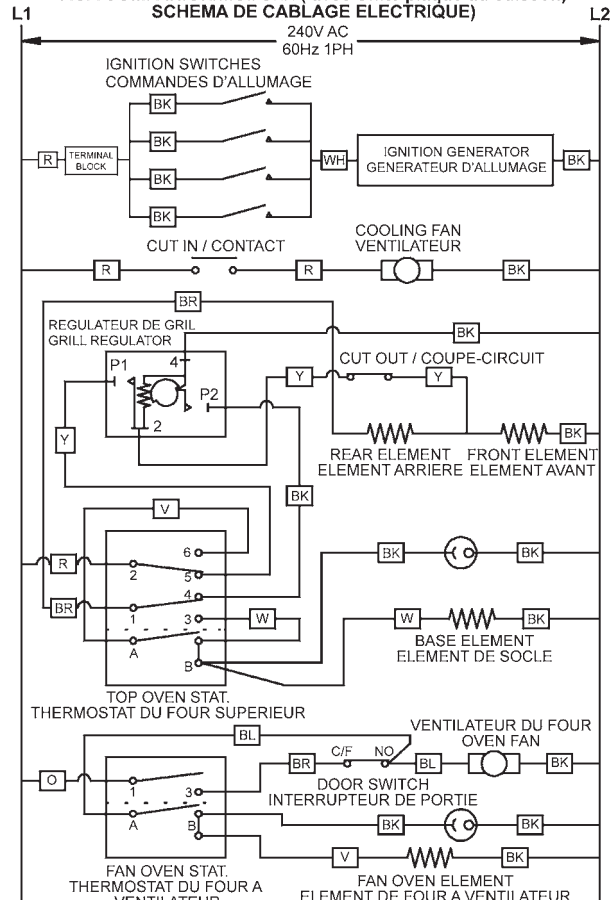 SCHEMA DE CABLAGE ELECTRIQUE)
L1
L2
240V AC
60Hz 1PH
IGNITION SWITCHES
COMMANDES D'ALLUMAGE
BK
BK
BK
BK
R
TERMINAL
BLOCK
WH
IGNITION GENERATOR
GENERATEUR D'ALLUMAGE
BK
CUT IN / CONTACT
COOLING FAN
VENTILATEUR
R
R
BK
BR
REGULATEUR DE GRIL
GRILL REGULATOR
BK
P1
4
P2
2
CUT OUT / COUPE-CIRCUIT
Y
Y
Y
BK
REAR ELEMENT
ELEMENT ARRIERE
FRONT ELEMENT
ELEMENT AVANT
BK
V
6
R
2
5
BK
BK
4
BR
1
3
W
W
BK
A
B
BASE ELEMENT
ELEMENT DE SOCLE
TOP OVEN STAT.
THERMOSTAT DU FOUR SUPERIEUR
BL
VENTILATEUR DU FOUR
OVEN FAN
C/F
NO
O
1
3
BR
BL
BK
DOOR SWITCH
INTERRUPTEUR DE PORTIE
A
B
BK
BK
V
BK
FAN OVEN STAT.
THERMOSTAT DU FOUR A
VENTILATEUR
FAN OVEN ELEMENT
ELEMENT DE FOUR A VENTILATEUR